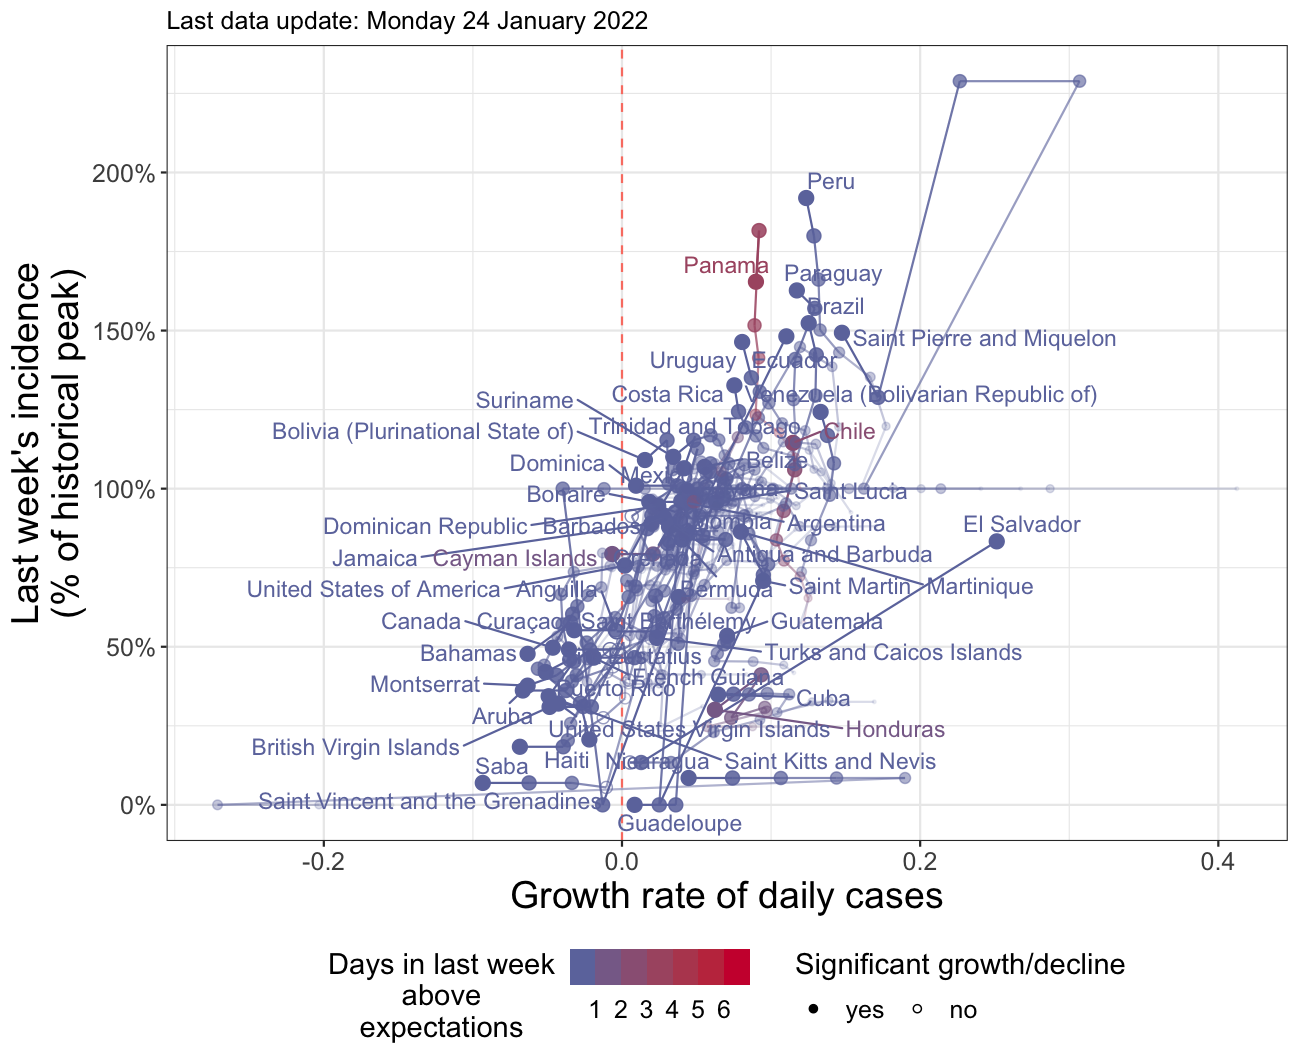 Last data update: Monday 24 January 2022
Last week's incidence
(% of historical peak)
200%
150%
100%
50%
0%
Peru
Panama
Paraguay
Brazil
Saint Pierre and Miquelon
Uruguay
Ecuador
Costa Rica
Venezuela (Bolivarian Republic of)
Suriname
Trinidad and Tobago
Chile
Bolivia (Plurinational State of)
Dominica
Belize
Bonaire
Saint Lucia
Dominican Republic
Barbados
Argentina
El Salvador
Jamaica
Cayman Islands
Antigua and Barbuda
United States of America
Anguilla
Bermuda
Saint Martin
Martinique
Canada
Curaçao
Saint Barthélemy
Guatemala
Bahamas
Turks and Caicos Islands
Montserrat
Puerto Rico
French Guiana
Cuba
Aruba
United States Virgin Islands
Honduras
British Virgin Islands
Haiti
Nicaragua
Saint Kitts and Nevis
Saba
Saint Vincent and the Grenadines
Guadeloupe
-0.2
0.0
0.2
0.4
Growth rate of daily cases
Days in last week
above
expectations
1 2 3 4 5 6
Significant growth/decline
yes
no